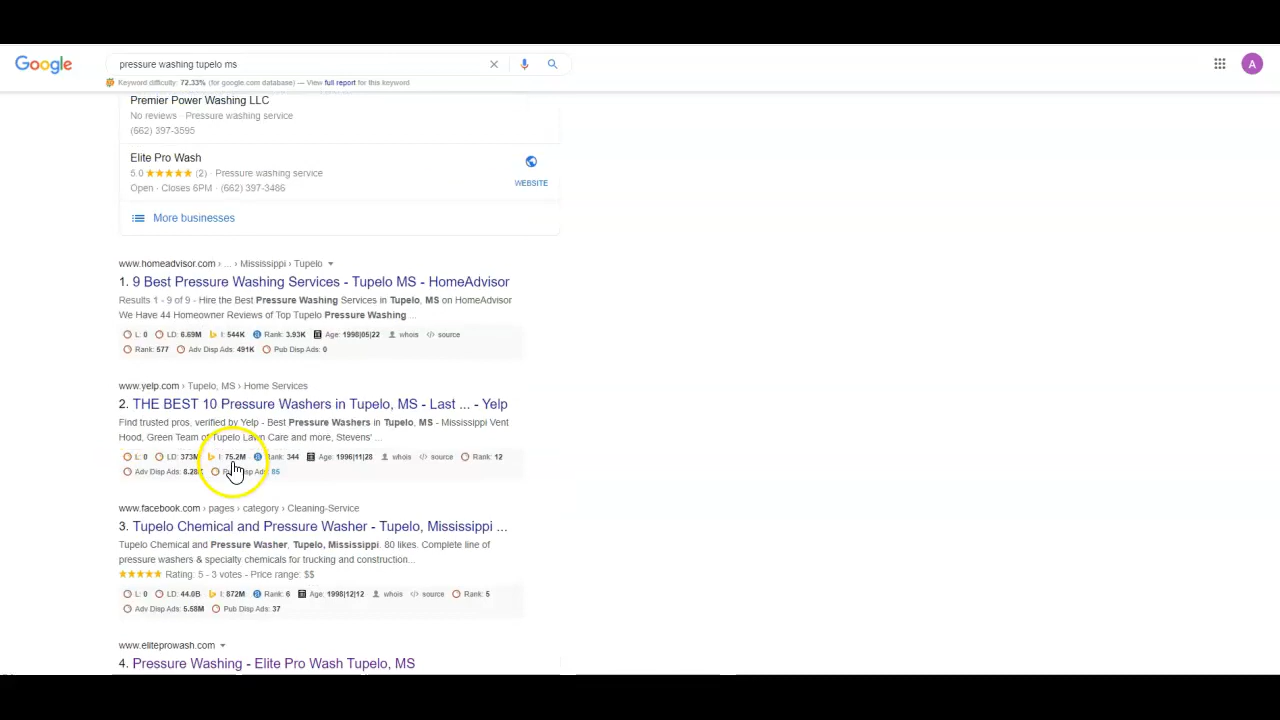 Google
pressure washing tupelo ms
A
Keyword difficulty: 72.33% (for google.com database) — View full report for this keyword
Premier Power Washing LLC
No reviews · Pressure washing service
(662) 397-3595
Elite Pro Wash
5.0 ★★★★★ (2) · Pressure washing service
Open · Closes 6PM · (662) 397-3486
WEBSITE
More businesses
www.homeadvisor.com › ... › Mississippi › Tupelo
1. 9 Best Pressure Washing Services - Tupelo MS - HomeAdvisor
Results 1 - 9 of 9 - Hire the Best Pressure Washing Services in Tupelo, MS on HomeAdvisor
We Have 44 Homeowner Reviews of Top Tupelo Pressure Washing ...
L: 0 LD: 6.69M I: 544K Rank: 3.93K Age: 1998|05|22 whois source
Rank: 577 Adv Disp Ads: 491K Pub Disp Ads: 0
www.yelp.com › Tupelo, MS › Home Services
2. THE BEST 10 Pressure Washers in Tupelo, MS - Last ... - Yelp
Find trusted pros, verified by Yelp - Best Pressure Washers in Tupelo, MS - Mississippi Vent
Hood, Green Team of Tupelo Lawn Care and more, Stevens' ...
L: 0 LD: 373M I: 75.2M Rank: 344 Age: 1996|11|28 whois source Rank: 12
Adv Disp Ads: Disp Ads: 85
www.facebook.com › pages › category › Cleaning-Service
3. Tupelo Chemical and Pressure Washer - Tupelo, Mississippi ...
Tupelo Chemical and Pressure Washer, Tupelo, Mississippi. 80 likes. Complete line of
pressure washers & specialty chemicals for trucking and construction...
★★★★★ Rating: 5 - 3 votes - Price range: $$
L: 0 LD: 44.0B I: 672M Rank: 6 Age: 1998|12|12 whois source Rank: 5
Adv Disp Ads: 5.58M Pub Disp Ads: 37
www.eliteprowash.com
4. Pressure Washing - Elite Pro Wash Tupelo, MS